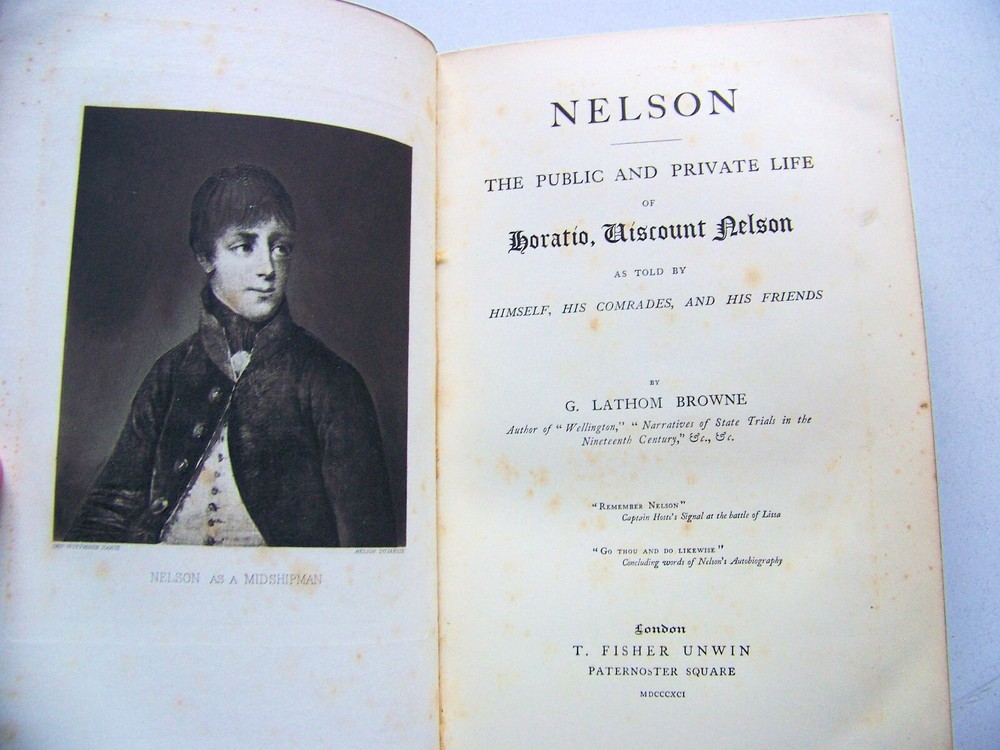 NELSON AS A MIDSHIPMAN
NELSON
THE PUBLIC AND PRIVATE LIFE
OF
Horatio, Viscount Nelson
AS TOLD BY
HIMSELF, HIS COMRADES, AND HIS FRIENDS
BY
G. LATHOM BROWNE
Author of "Wellington," "Narratives of State Trials in the
Nineteenth Century," &c., &c.
"REMEMBER NELSON"
Captain Hoste's Signal at the battle of Lissa
"GO THOU AND DO LIKEWISE"
Concluding words of Nelson's Autobiography
London
T. FISHER UNWIN
PATERNOSTER SQUARE
MDCCCXCI